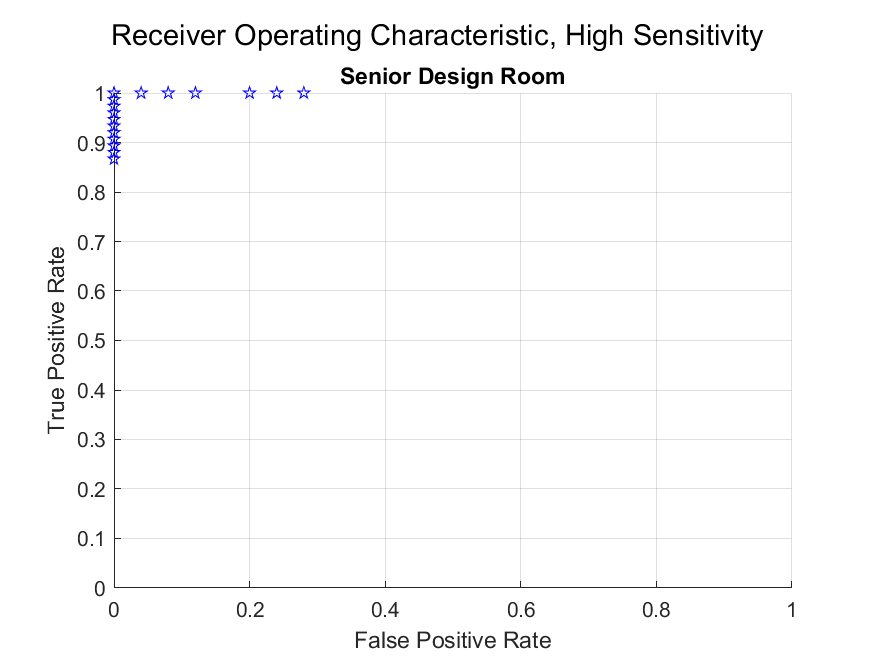 Receiver Operating Characteristic, High Sensitivity
Senior Design Room
1
0.9
0.8
0.7
0.6
0.5
0.4
0.3
0.2
0.1
0
True Positive Rate
0 0.2 0.4 0.6 0.8 1
False Positive Rate